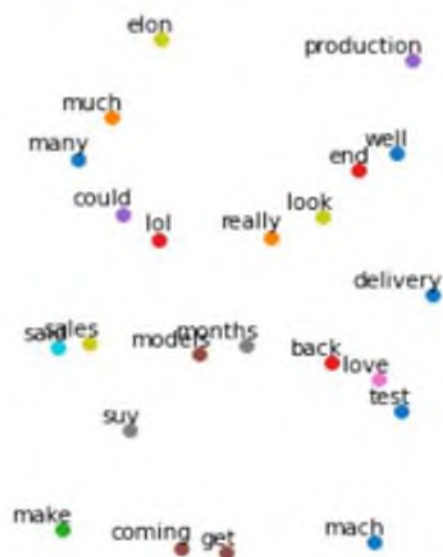 elon
production
much
many
well
end
could
look
lol
really
delivery
said
sales
models
months
back
love
test
suv
make
coming
get
mach